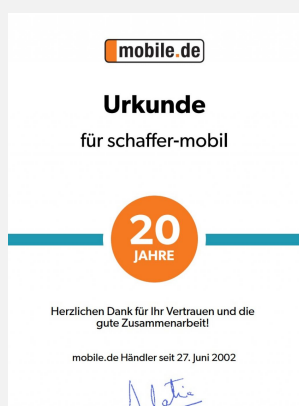 mobile.de
Urkunde
für schaffer-mobil
20
JAHRE
Herzlichen Dank für Ihr Vertrauen und die
gute Zusammenarbeit!
mobile.de Händler seit 27. Juni 2002